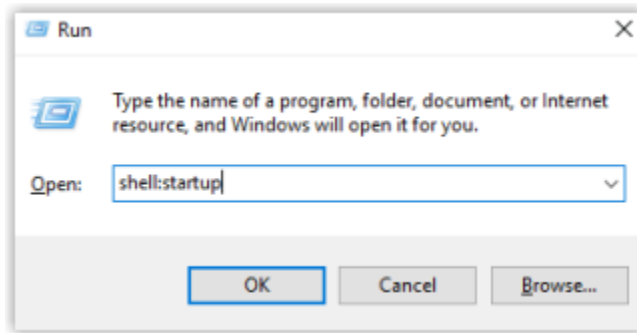 Run
Type the name of a program, folder, document, or Internet
resource, and Windows will open it for you.
Open: shell:startup
OK Cancel Browse...